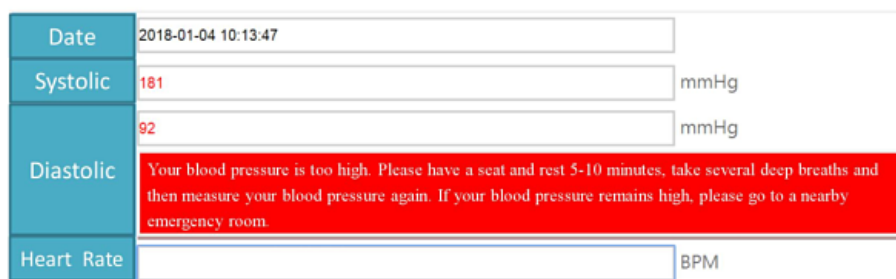 Date 2018-01-04 10:13:47
Systolic 181 mmHg
92 mmHg
Diastolic
Your blood pressure is too high. Please have a seat and rest 5-10 minutes, take several deep breaths and
then measure your blood pressure again. If your blood pressure remains high, please go to a nearby
emergency room.
Heart Rate BPM